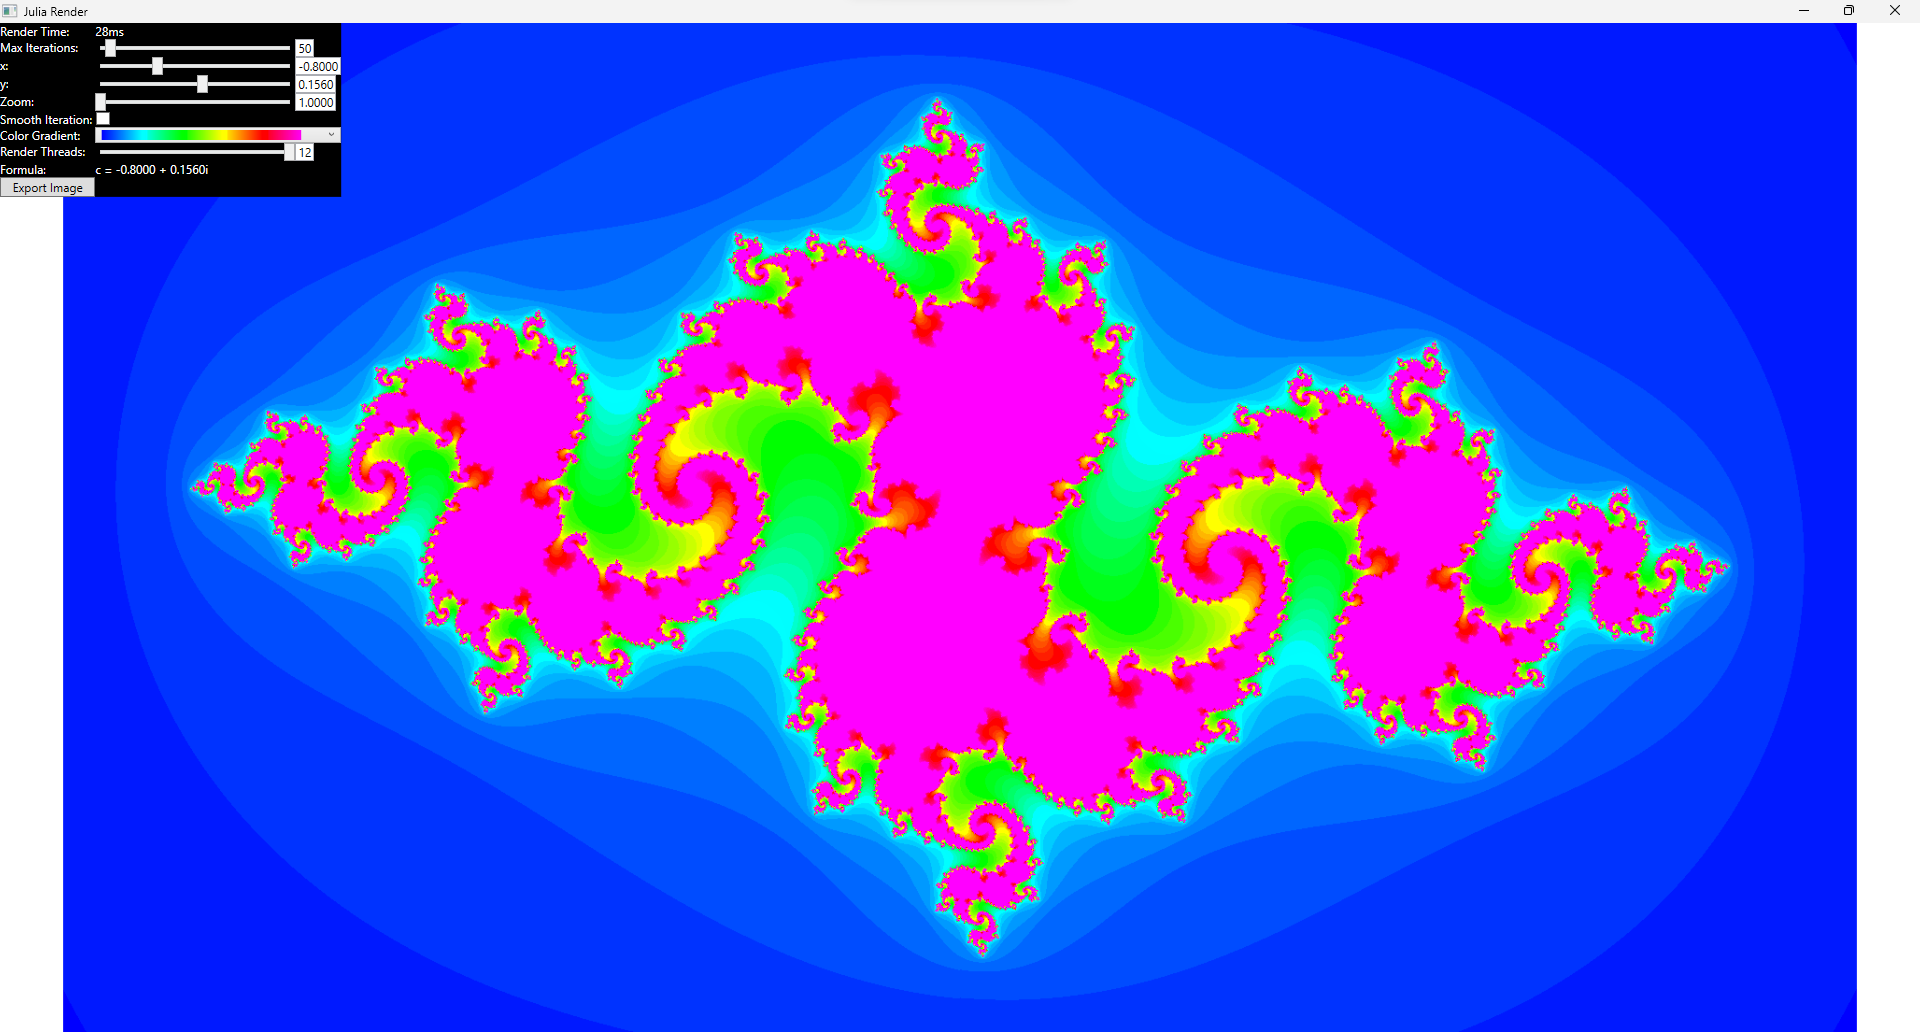 Julia Render
Render Time: 28ms
Max Iterations: 50
x: -0.8000
y: 0.1560
Zoom: 1.0000
Smooth Iteration:
Color Gradient:
Render Threads: 12
Formula: c = -0.8000 + 0.1560i
Export Image